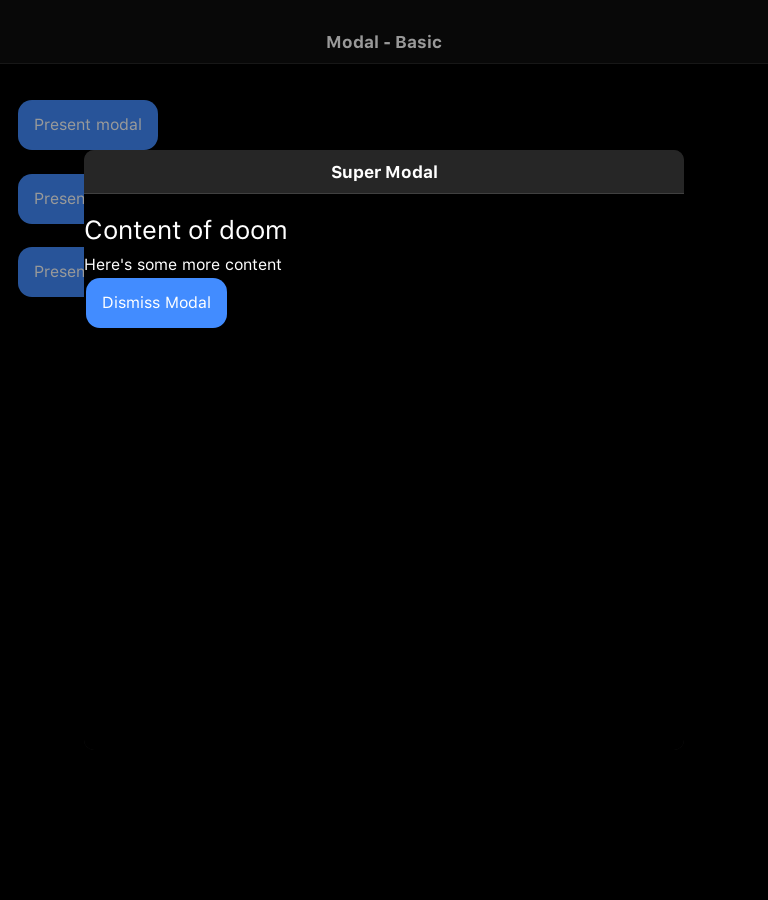 Modal - Basic
Present modal
Super Modal
Presen
Content of doom
Here's some more content
Presen
Dismiss Modal